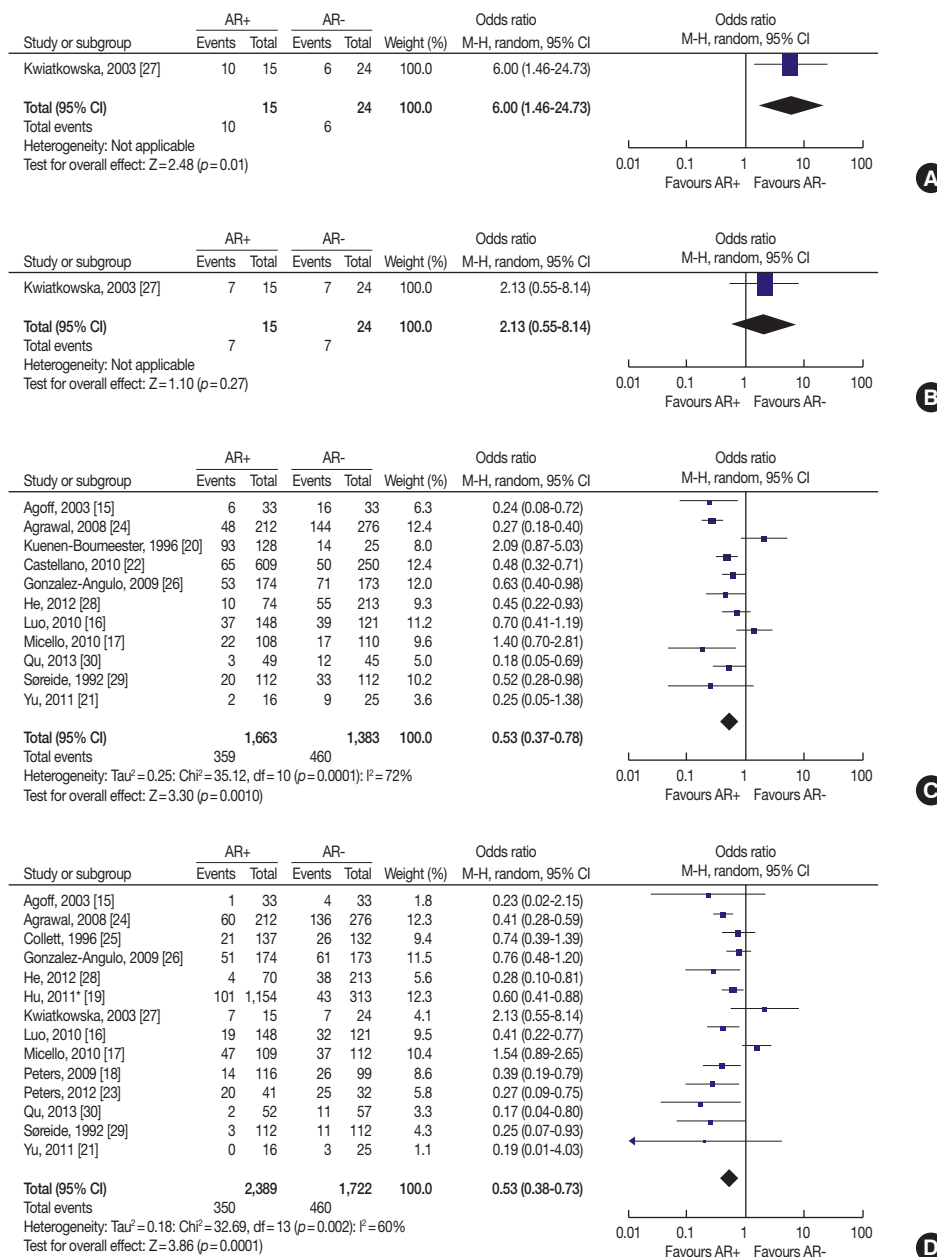 AR+ AR- Odds ratio Odds ratio
Study or subgroup Events Total Events Total Weight (%) M-H, random, 95% CI M-H, random, 95% CI
Kwiatkowska, 2003 [27] 10 15 6 24 100.0 6.00 (1.46-24.73)
Total (95% CI) 15 24 100.0 6.00 (1.46-24.73)
Total events 10 6
Heterogeneity: Not applicable
Test for overall effect: Z=2.48 (p=0.01)
0.01 0.1 1 10 100
Favours AR+ Favours AR-
A
AR+ AR- Odds ratio Odds ratio
Study or subgroup Events Total Events Total Weight (%) M-H, random, 95% CI M-H, random, 95% CI
Kwiatkowska, 2003 [27] 7 15 7 24 100.0 2.13 (0.55-8.14)
Total (95% CI) 15 24 100.0 2.13 (0.55-8.14)
Total events 7 7
Heterogeneity: Not applicable
Test for overall effect: Z=1.10 (p=0.27)
0.01 0.1 1 10 100
Favours AR+ Favours AR-
B
AR+ AR- Odds ratio Odds ratio
Study or subgroup Events Total Events Total Weight (%) M-H, random, 95% CI M-H, random, 95% CI
Agoff, 2003 [15] 6 33 16 33 6.3 0.24 (0.08-0.72)
Agrawal, 2008 [24] 48 212 144 276 12.4 0.27 (0.18-0.40)
Kuenen-Boumeester, 1996 [20] 93 128 14 25 8.0 2.09 (0.87-5.03)
Castellano, 2010 [22] 65 609 50 250 12.4 0.48 (0.32-0.71)
Gonzalez-Angulo, 2009 [26] 53 174 71 173 12.0 0.63 (0.40-0.98)
He, 2012 [28] 10 74 55 213 9.3 0.45 (0.22-0.93)
Luo, 2010 [16] 37 148 39 121 11.2 0.70 (0.41-1.19)
Micello, 2010 [17] 22 108 17 110 9.6 1.40 (0.70-2.81)
Qu, 2013 [30] 3 49 12 45 5.0 0.18 (0.05-0.69)
Søreide, 1992 [29] 20 112 33 112 10.2 0.52 (0.28-0.98)
Yu, 2011 [21] 2 16 9 25 3.6 0.25 (0.05-1.38)
Total (95% CI) 1,663 1,383 100.0 0.53 (0.37-0.78)
Total events 359 460
Heterogeneity: Tau²=0.25: Chi²=35.12, df=10 (p=0.0001): I²=72%
Test for overall effect: Z=3.30 (p=0.0010)
0.01 0.1 1 10 100
Favours AR+ Favours AR-
C
AR+ AR- Odds ratio Odds ratio
Study or subgroup Events Total Events Total Weight (%) M-H, random, 95% CI M-H, random, 95% CI
Agoff, 2003 [15] 1 33 4 33 1.8 0.23 (0.02-2.15)
Agrawal, 2008 [24] 60 212 136 276 12.3 0.41 (0.28-0.59)
Collett, 1996 [25] 21 137 26 132 9.4 0.74 (0.39-1.39)
Gonzalez-Angulo, 2009 [26] 51 174 61 173 11.5 0.76 (0.48-1.20)
He, 2012 [28] 4 70 38 213 5.6 0.28 (0.10-0.81)
Hu, 2011* [19] 101 1,154 43 313 12.3 0.60 (0.41-0.88)
Kwiatkowska, 2003 [27] 7 15 7 24 4.1 2.13 (0.55-8.14)
Luo, 2010 [16] 19 148 32 121 9.5 0.41 (0.22-0.77)
Micello, 2010 [17] 47 109 37 112 10.4 1.54 (0.89-2.65)
Peters, 2009 [18] 14 116 26 99 8.6 0.39 (0.19-0.79)
Peters, 2012 [23] 20 41 25 32 5.8 0.27 (0.09-0.75)
Qu, 2013 [30] 2 52 11 57 3.3 0.17 (0.04-0.80)
Søreide, 1992 [29] 3 112 11 112 4.3 0.25 (0.07-0.93)
Yu, 2011 [21] 0 16 3 25 1.1 0.19 (0.01-4.03)
Total (95% CI) 2,389 1,722 100.0 0.53 (0.38-0.73)
Total events 350 460
Heterogeneity: Tau²=0.18: Chi²=32.69, df=13 (p=0.002): I²=60%
Test for overall effect: Z=3.86 (p=0.0001)
0.01 0.1 1 10 100
Favours AR+ Favours AR-
D